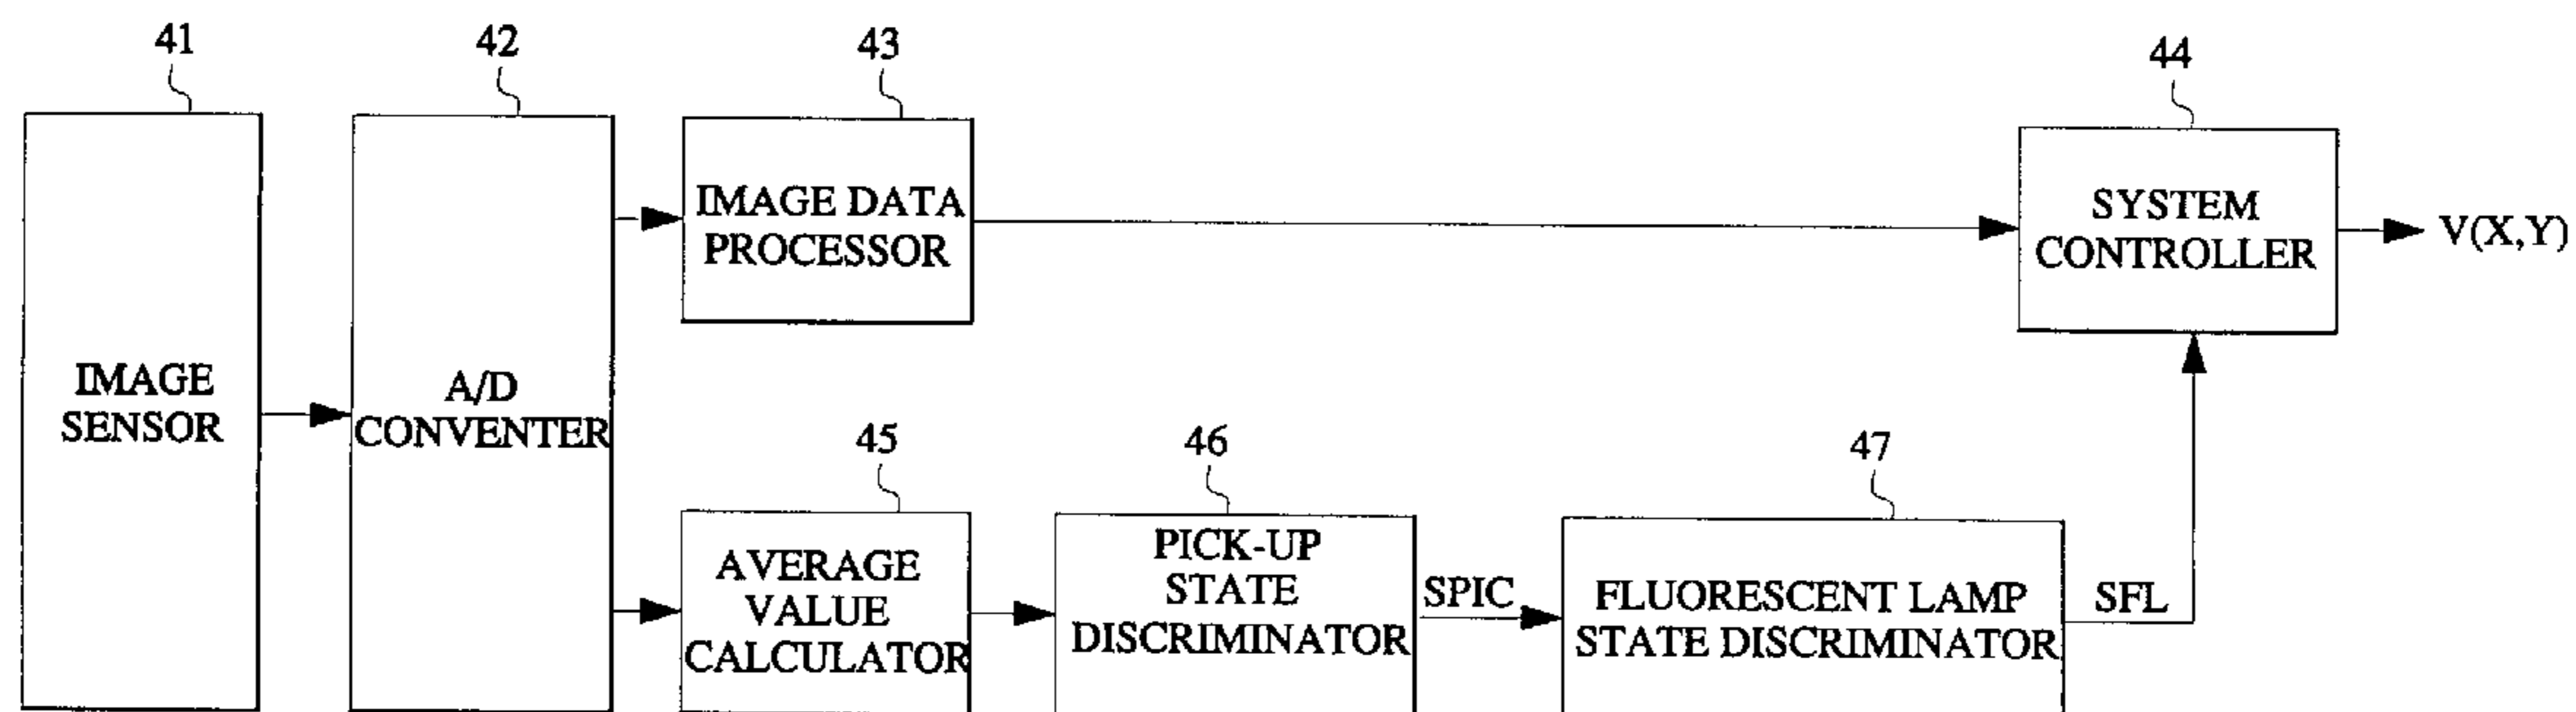 41
42
43
44
IMAGE
SENSOR
A/D
CONVENTER
IMAGE DATA
PROCESSOR
SYSTEM
CONTROLLER
V(X,Y)
45
46
47
AVERAGE
VALUE
CALCULATOR
PICK-UP
STATE
DISCRIMINATOR
SPIC
FLUORESCENT LAMP
STATE DISCRIMINATOR
SFL